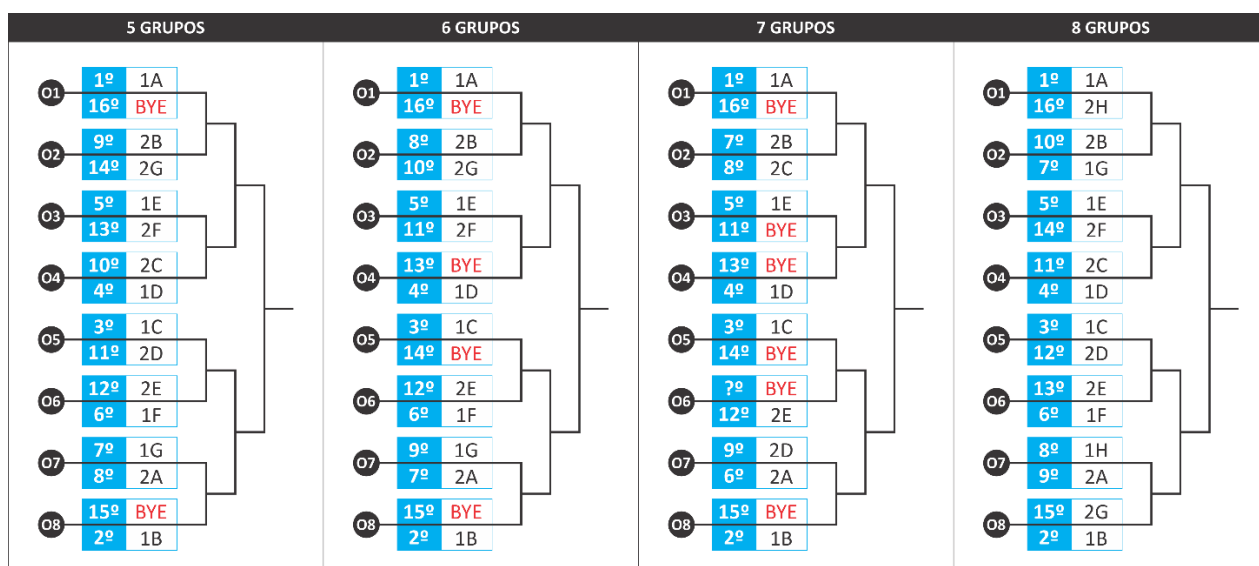 5 GRUPOS
O1
1º 1A
16º BYE
O2
9º 2B
14º 2G
O3
5º 1E
13º 2F
O4
10º 2C
4º 1D
O5
3º 1C
11º 2D
O6
12º 2E
6º 1F
O7
7º 1G
8º 2A
O8
15º BYE
2º 1B
6 GRUPOS
O1
1º 1A
16º BYE
O2
8º 2B
10º 2G
O3
5º 1E
11º 2F
O4
13º BYE
4º 1D
O5
3º 1C
14º BYE
O6
12º 2E
6º 1F
O7
9º 1G
7º 2A
O8
15º BYE
2º 1B
7 GRUPOS
O1
1º 1A
16º BYE
O2
7º 2B
8º 2C
O3
5º 1E
11º BYE
O4
13º BYE
4º 1D
O5
3º 1C
14º BYE
O6
?º BYE
12º 2E
O7
9º 2D
6º 2A
O8
15º BYE
2º 1B
8 GRUPOS
O1
1º 1A
16º 2H
O2
10º 2B
7º 1G
O3
5º 1E
14º 2F
O4
11º 2C
4º 1D
O5
3º 1C
12º 2D
O6
13º 2E
6º 1F
O7
8º 1H
9º 2A
O8
15º 2G
2º 1B